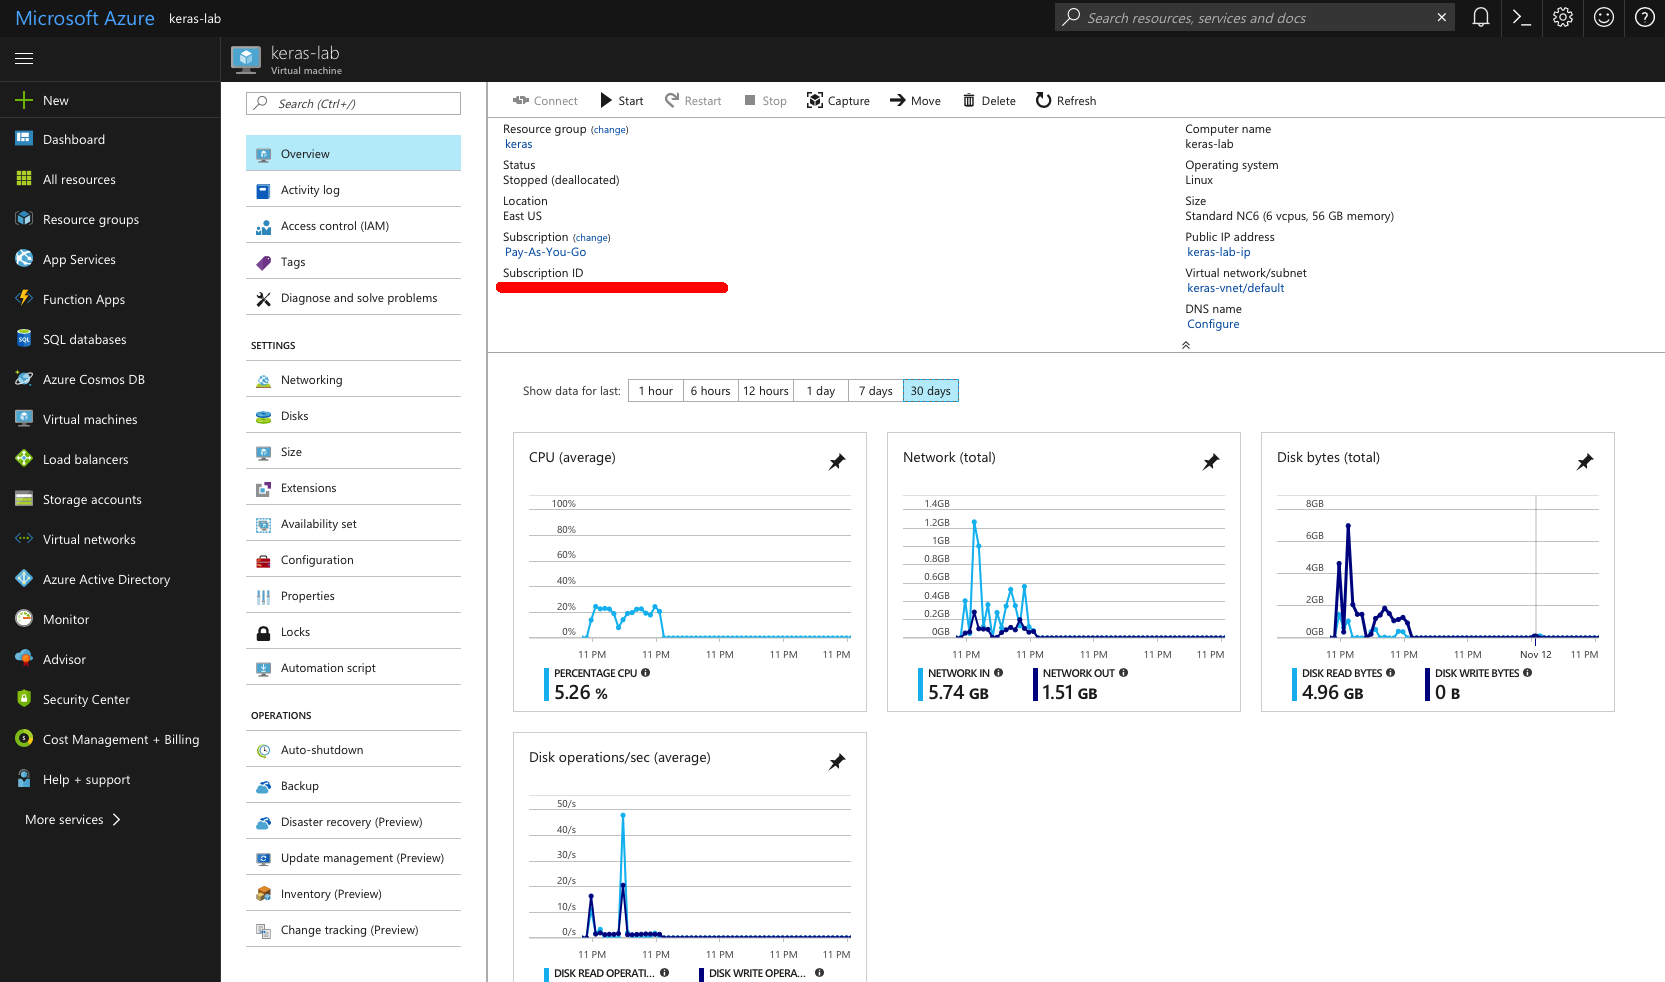 Microsoft Azure keras-lab
Search resources, services and docs
keras-lab
Virtual machine
New
Dashboard
All resources
Resource groups
App Services
Function Apps
SQL databases
Azure Cosmos DB
Virtual machines
Load balancers
Storage accounts
Virtual networks
Azure Active Directory
Monitor
Advisor
Security Center
Cost Management + Billing
Help + support
More services
Search (Ctrl+/)
Overview
Activity log
Access control (IAM)
Tags
Diagnose and solve problems
SETTINGS
Networking
Disks
Size
Extensions
Availability set
Configuration
Properties
Locks
Automation script
OPERATIONS
Auto-shutdown
Backup
Disaster recovery (Preview)
Update management (Preview)
Inventory (Preview)
Change tracking (Preview)
Connect Start Restart Stop Capture Move Delete Refresh
Resource group (change)
keras
Status
Stopped (deallocated)
Location
East US
Subscription (change)
Pay-As-You-Go
Subscription ID
Computer name
keras-lab
Operating system
Linux
Size
Standard NC6 (6 vcpus, 56 GB memory)
Public IP address
keras-lab-ip
Virtual network/subnet
keras-vnet/default
DNS name
Configure
Show data for last: 1 hour 6 hours 12 hours 1 day 7 days 30 days
CPU (average)
100%
80%
60%
40%
20%
0%
11 PM 11 PM 11 PM 11 PM 11 PM
PERCENTAGE CPU
5.26 %
Network (total)
1.4GB
1.2GB
1GB
0.8GB
0.6GB
0.4GB
0.2GB
0GB
11 PM 11 PM 11 PM 11 PM 11 PM
NETWORK IN NETWORK OUT
5.74 GB 1.51 GB
Disk bytes (total)
8GB
6GB
4GB
2GB
0GB
11 PM 11 PM 11 PM Nov 12 11 PM
DISK READ BYTES DISK WRITE BYTES
4.96 GB 0 B
Disk operations/sec (average)
50/s
40/s
30/s
20/s
10/s
0/s
11 PM 11 PM 11 PM 11 PM 11 PM
DISK READ OPERATI... DISK WRITE OPERA...